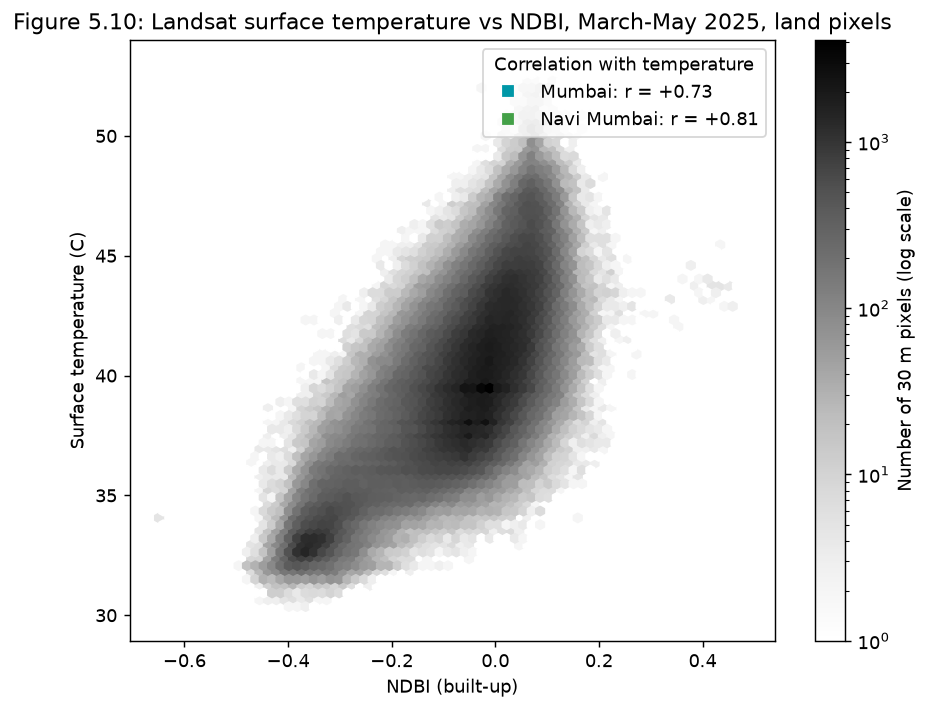 Figure 5.10: Landsat surface temperature vs NDBI, March-May 2025, land pixels
Correlation with temperature
Mumbai: r = +0.73
Navi Mumbai: r = +0.81
Surface temperature (C)
50
45
40
35
30
−0.6
−0.4
−0.2
0.0
0.2
0.4
NDBI (built-up)
10³
10²
10¹
10⁰
Number of 30 m pixels (log scale)